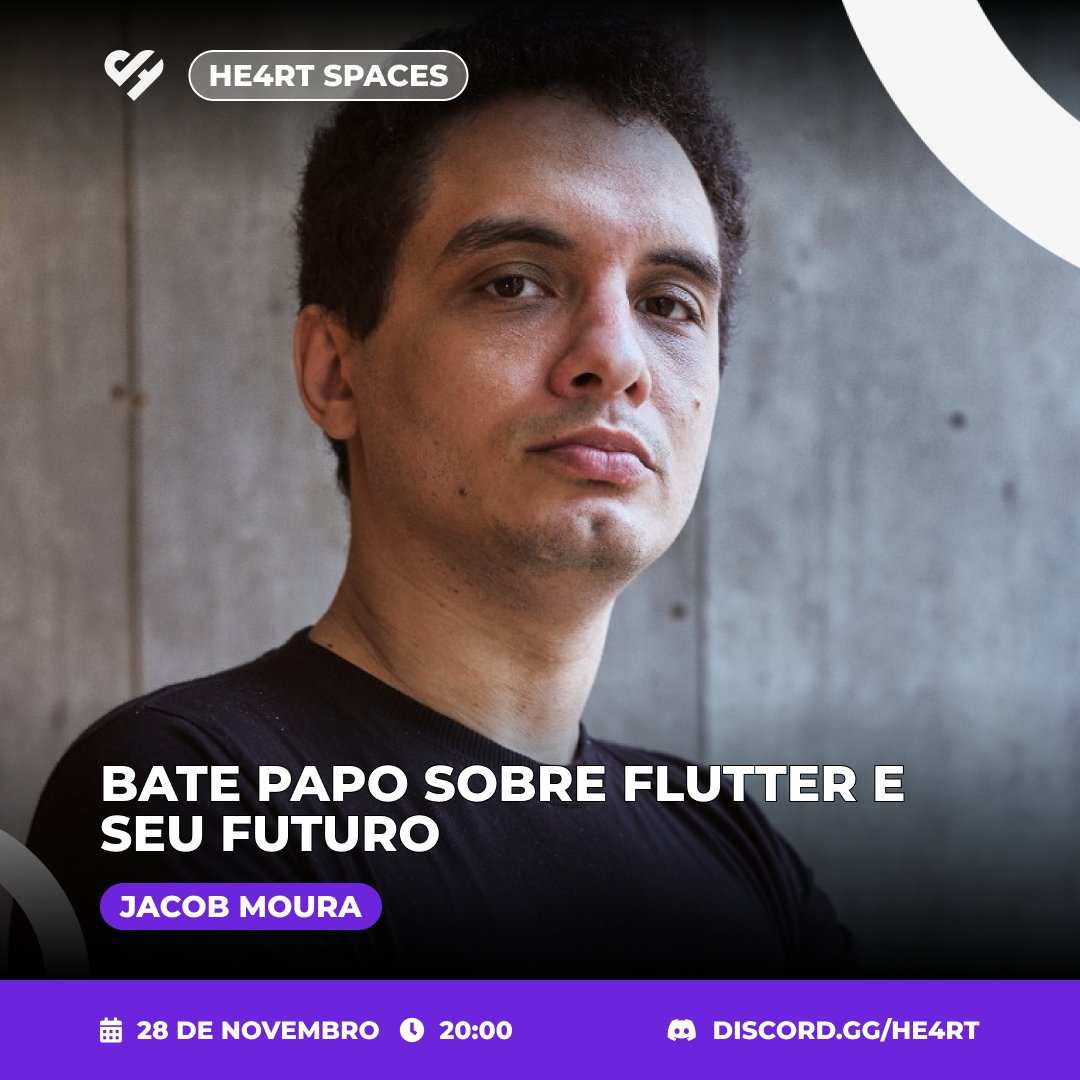 HE4RT SPACES
BATE PAPO SOBRE FLUTTER E
SEU FUTURO
JACOB MOURA
28 DE NOVEMBRO 20:00 DISCORD.GG/HE4RT